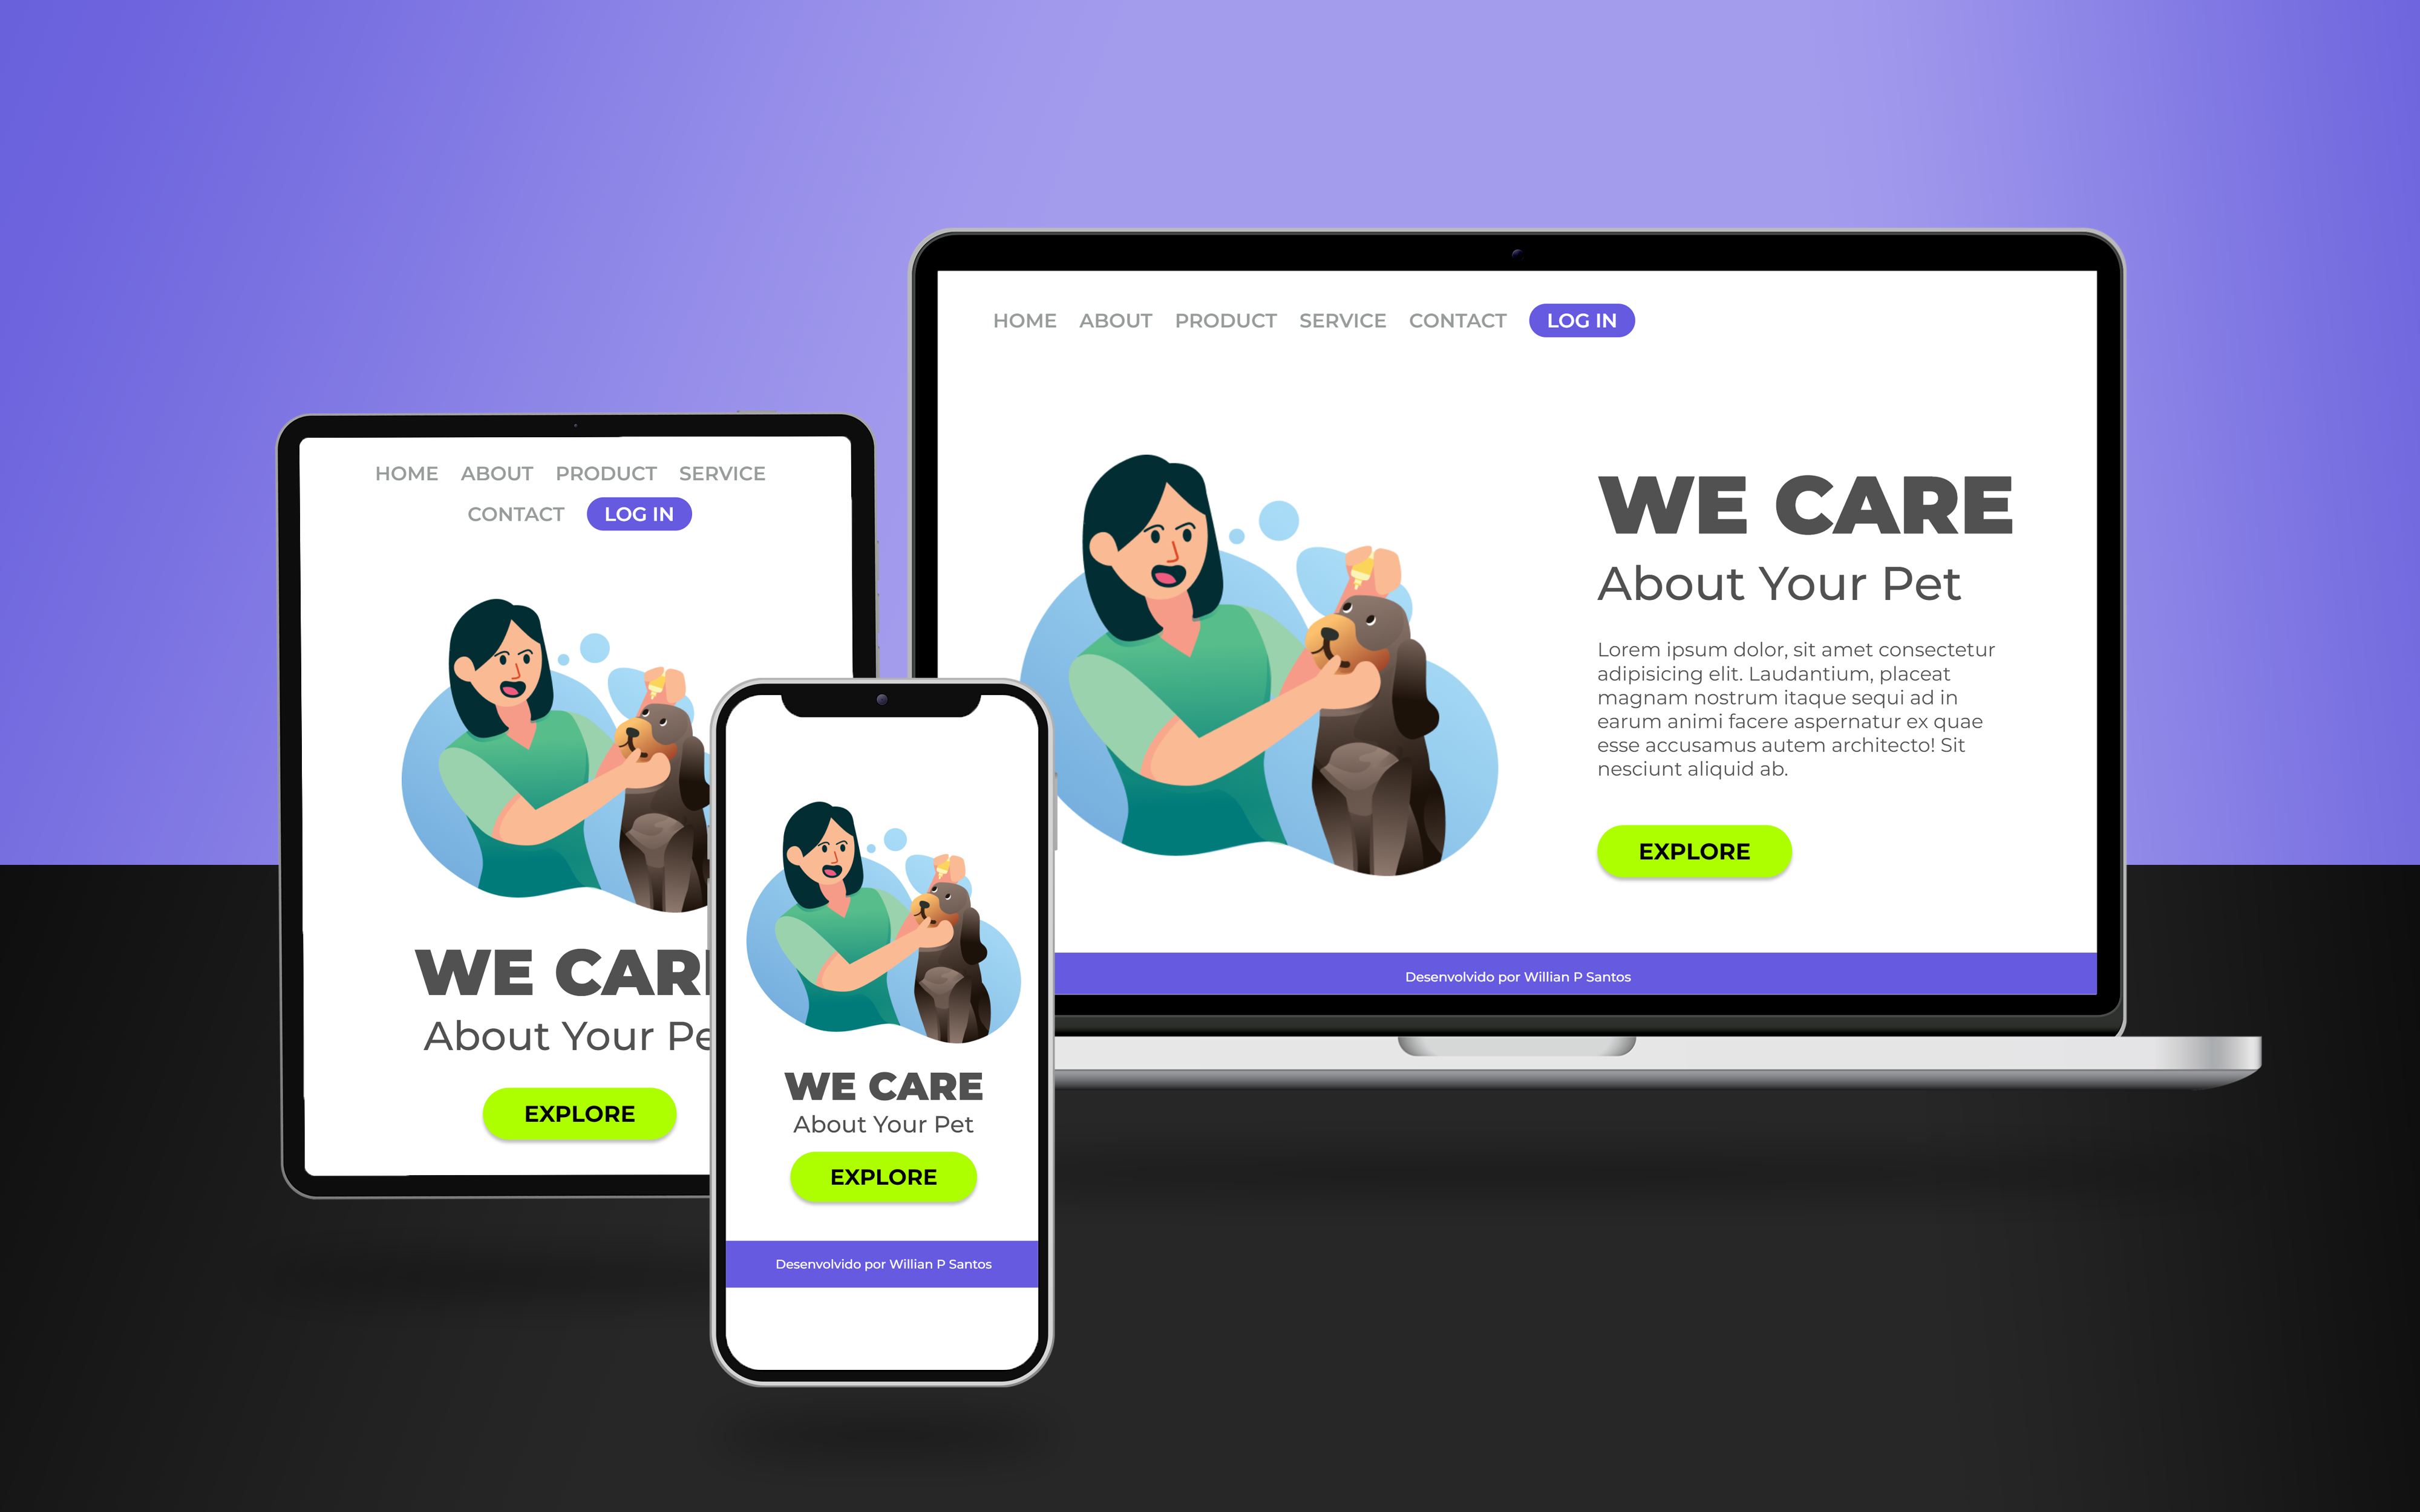 HOME ABOUT PRODUCT SERVICE CONTACT LOG IN
WE CARE
About Your Pet
Lorem ipsum dolor, sit amet consectetur
adipisicing elit. Laudantium, placeat
magnam nostrum itaque sequi ad in
earum animi facere aspernatur ex quae
esse accusamus autem architecto! Sit
nesciunt aliquid ab.
EXPLORE
Desenvolvido por Willian P Santos
HOME ABOUT PRODUCT SERVICE
CONTACT LOG IN
WE CAR
About Your Pe
EXPLORE
WE CARE
About Your Pet
EXPLORE
Desenvolvido por Willian P Santos